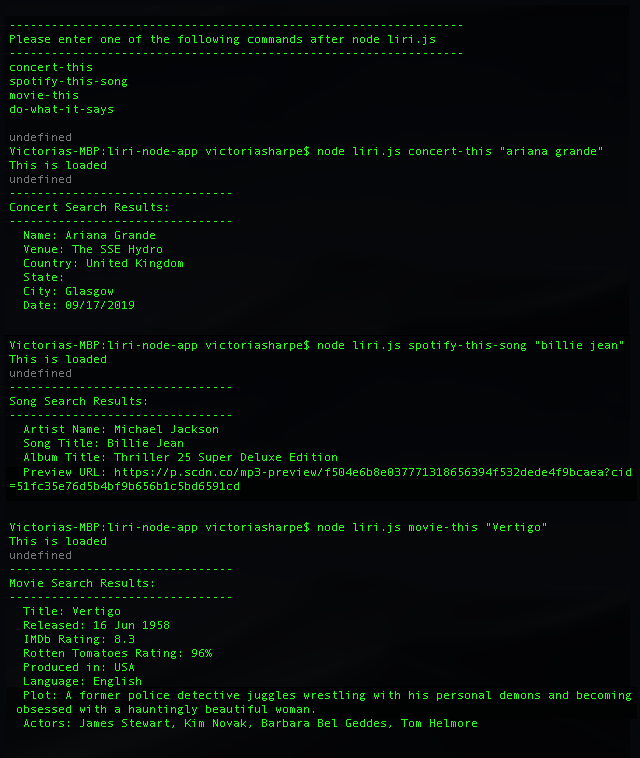 -----------------------------------------------------------------
Please enter one of the following commands after node liri.js
-----------------------------------------------------------------
concert-this
spotify-this-song
movie-this
do-what-it-says
undefined
Victorias-MBP:liri-node-app victoriasharpe$ node liri.js concert-this "ariana grande"
This is loaded
undefined
--------------------------------
Concert Search Results:
--------------------------------
Name: Ariana Grande
Venue: The SSE Hydro
Country: United Kingdom
State:
City: Glasgow
Date: 09/17/2019
Victorias-MBP:liri-node-app victoriasharpe$ node liri.js spotify-this-song "billie jean"
This is loaded
undefined
--------------------------------
Song Search Results:
--------------------------------
Artist Name: Michael Jackson
Song Title: Billie Jean
Album Title: Thriller 25 Super Deluxe Edition
Preview URL: https://p.scdn.co/mp3-preview/f504e6b8e037771318656394f532dede4f9bcaea?cid
=51fc35e76d5b4bf9b656b1c5bd6591cd
Victorias-MBP:liri-node-app victoriasharpe$ node liri.js movie-this "Vertigo"
This is loaded
undefined
--------------------------------
Movie Search Results:
--------------------------------
Title: Vertigo
Released: 16 Jun 1958
IMDb Rating: 8.3
Rotten Tomatoes Rating: 96%
Produced in: USA
Language: English
Plot: A former police detective juggles wrestling with his personal demons and becoming
obsessed with a hauntingly beautiful woman.
Actors: James Stewart, Kim Novak, Barbara Bel Geddes, Tom Helmore